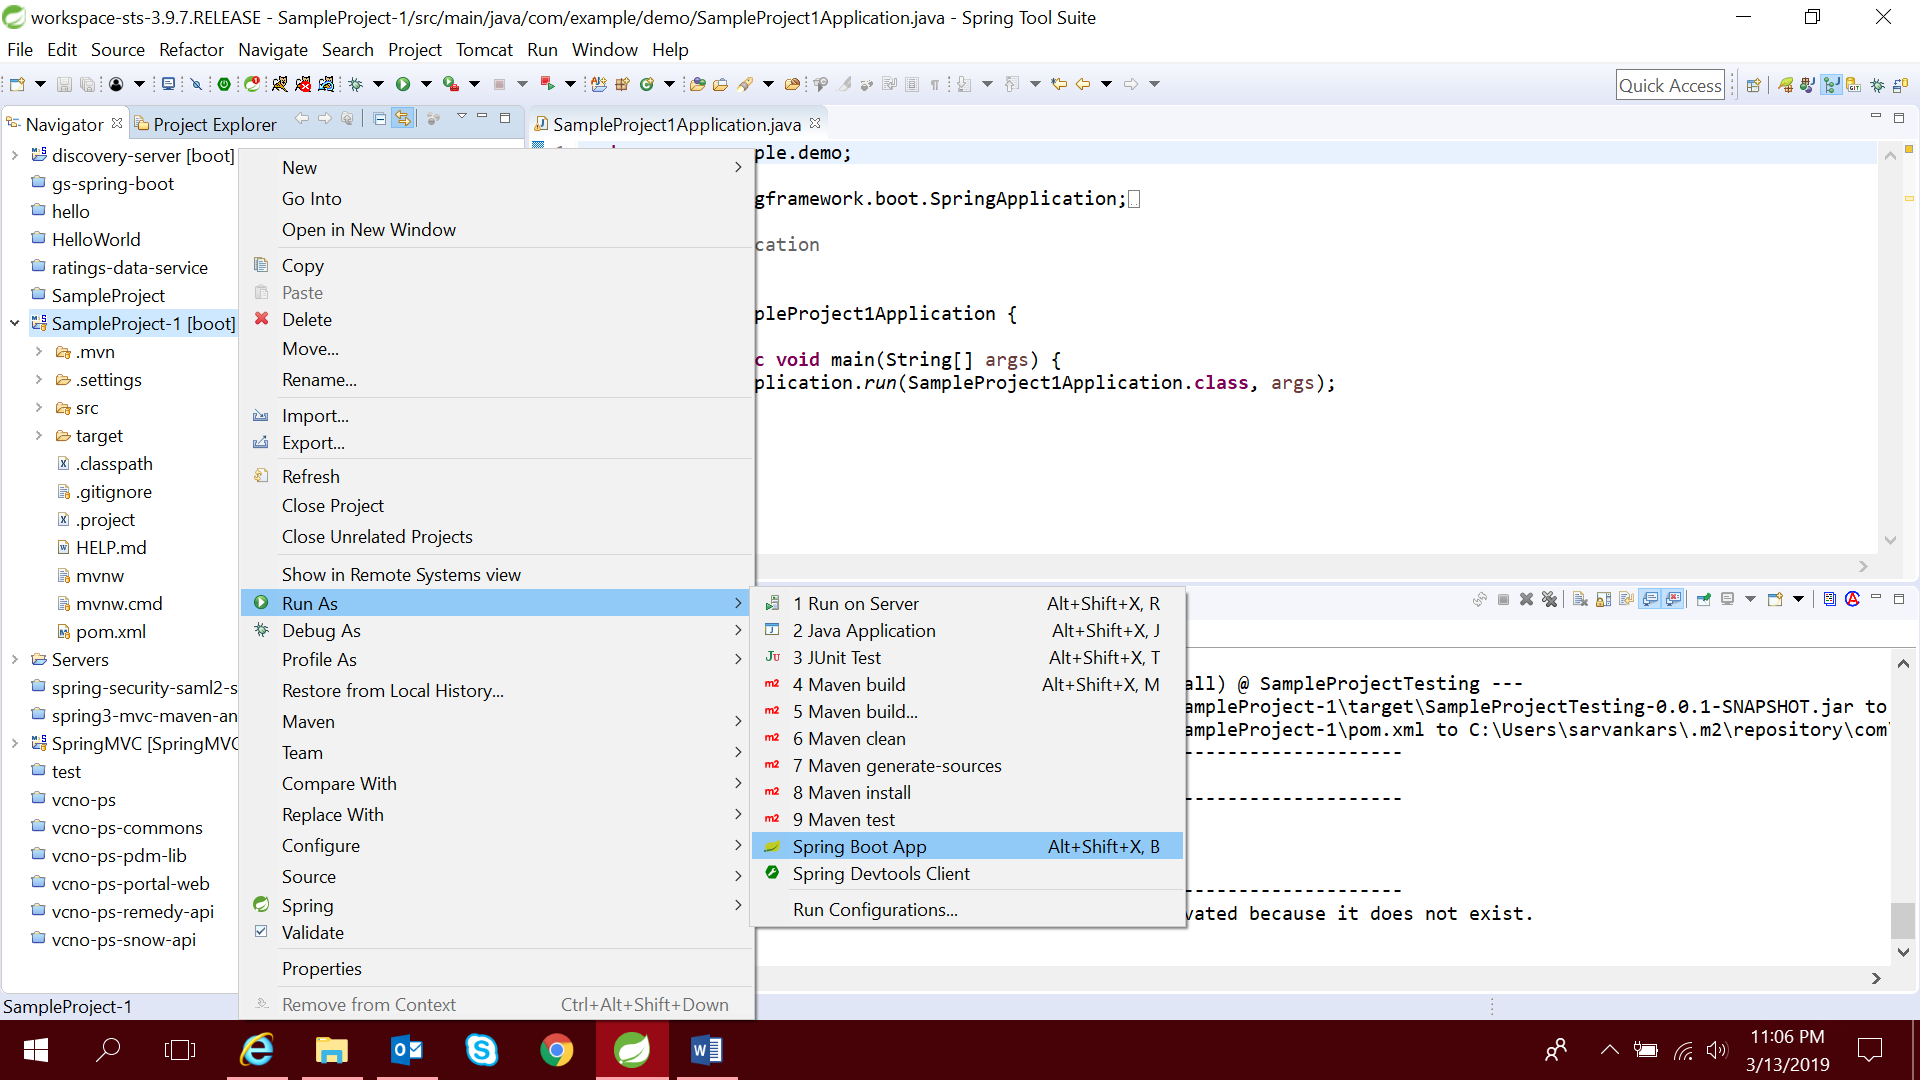 workspace-sts-3.9.7.RELEASE - SampleProject-1/src/main/java/com/example/demo/SampleProject1Application.java - Spring Tool Suite
File Edit Source Refactor Navigate Search Project Tomcat Run Window Help
Quick Access
Navigator
Project Explorer
discovery-server [boot]
gs-spring-boot
hello
HelloWorld
ratings-data-service
SampleProject
SampleProject-1 [boot]
.mvn
.settings
src
target
.classpath
.gitignore
.project
HELP.md
mvnw
mvnw.cmd
pom.xml
Servers
spring-security-saml2-s
spring3-mvc-maven-an
SpringMVC [SpringMVC
test
vcno-ps
vcno-ps-commons
vcno-ps-pdm-lib
vcno-ps-portal-web
vcno-ps-remedy-api
vcno-ps-snow-api
SampleProject-1
New
Go Into
Open in New Window
Copy
Paste
Delete
Move...
Rename...
Import...
Export...
Refresh
Close Project
Close Unrelated Projects
Show in Remote Systems view
Run As
Debug As
Profile As
Restore from Local History...
Maven
Team
Compare With
Replace With
Configure
Source
Spring
Validate
Properties
Remove from Context Ctrl+Alt+Shift+Down
SampleProject1Application.java
ple.demo;
gframework.boot.SpringApplication;
cation
pleProject1Application {
c void main(String[] args) {
plication.run(SampleProject1Application.class, args);
1 Run on Server Alt+Shift+X, R
2 Java Application Alt+Shift+X, J
3 JUnit Test Alt+Shift+X, T
4 Maven build Alt+Shift+X, M
5 Maven build...
6 Maven clean
7 Maven generate-sources
8 Maven install
9 Maven test
Spring Boot App Alt+Shift+X, B
Spring Devtools Client
Run Configurations...
all) @ SampleProjectTesting ---
ampleProject-1\target\SampleProjectTesting-0.0.1-SNAPSHOT.jar to
ampleProject-1\pom.xml to C:\Users\sarvankars\.m2\repository\com
--------------------
--------------------
--------------------
vated because it does not exist.
11:06 PM
3/13/2019